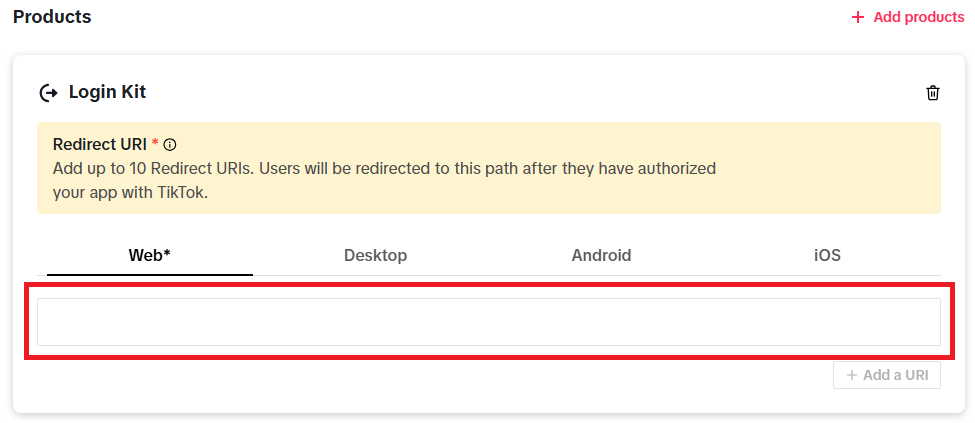 Products
+ Add products
Login Kit
Redirect URI *
Add up to 10 Redirect URIs. Users will be redirected to this path after they have authorized
your app with TikTok.
Web* Desktop Android iOS
+ Add a URI